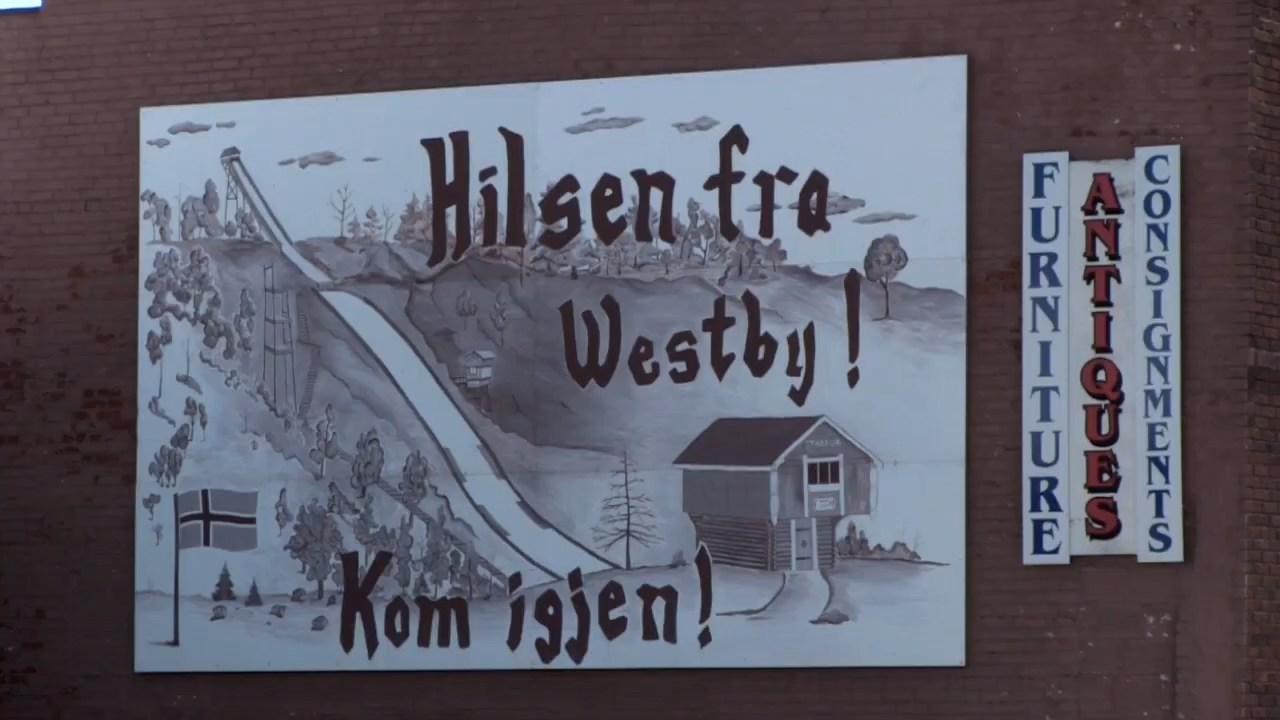 Hilsen fra
Westby!
Kom igjen!
FURNITURE
ANTIQUES
CONSIGNMENTS